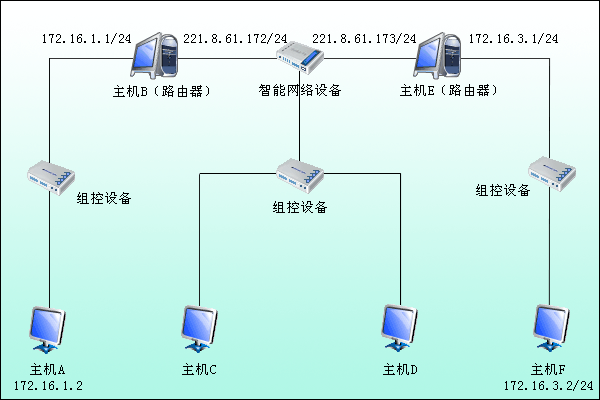 172.16.1.1/24
221.8.61.172/24
221.8.61.173/24
172.16.3.1/24
主机B（路由器）
智能网络设备
主机E（路由器）
组控设备
组控设备
组控设备
主机A
172.16.1.2
主机C
主机D
主机F
172.16.3.2/24